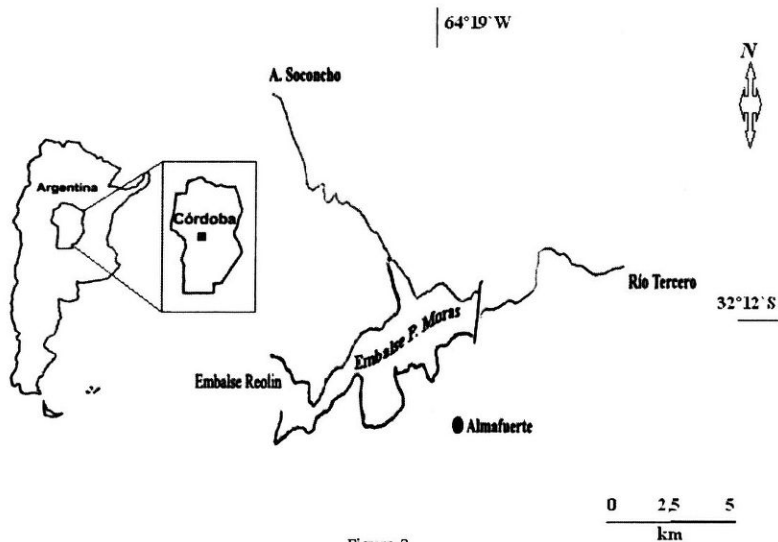 64°19`W
N
A. Soconcho
Argentina
Córdoba
Río Tercero
32°12`S
Embalse P. Moras
Embalse Reolin
Almafuerte
0 2,5 5
km